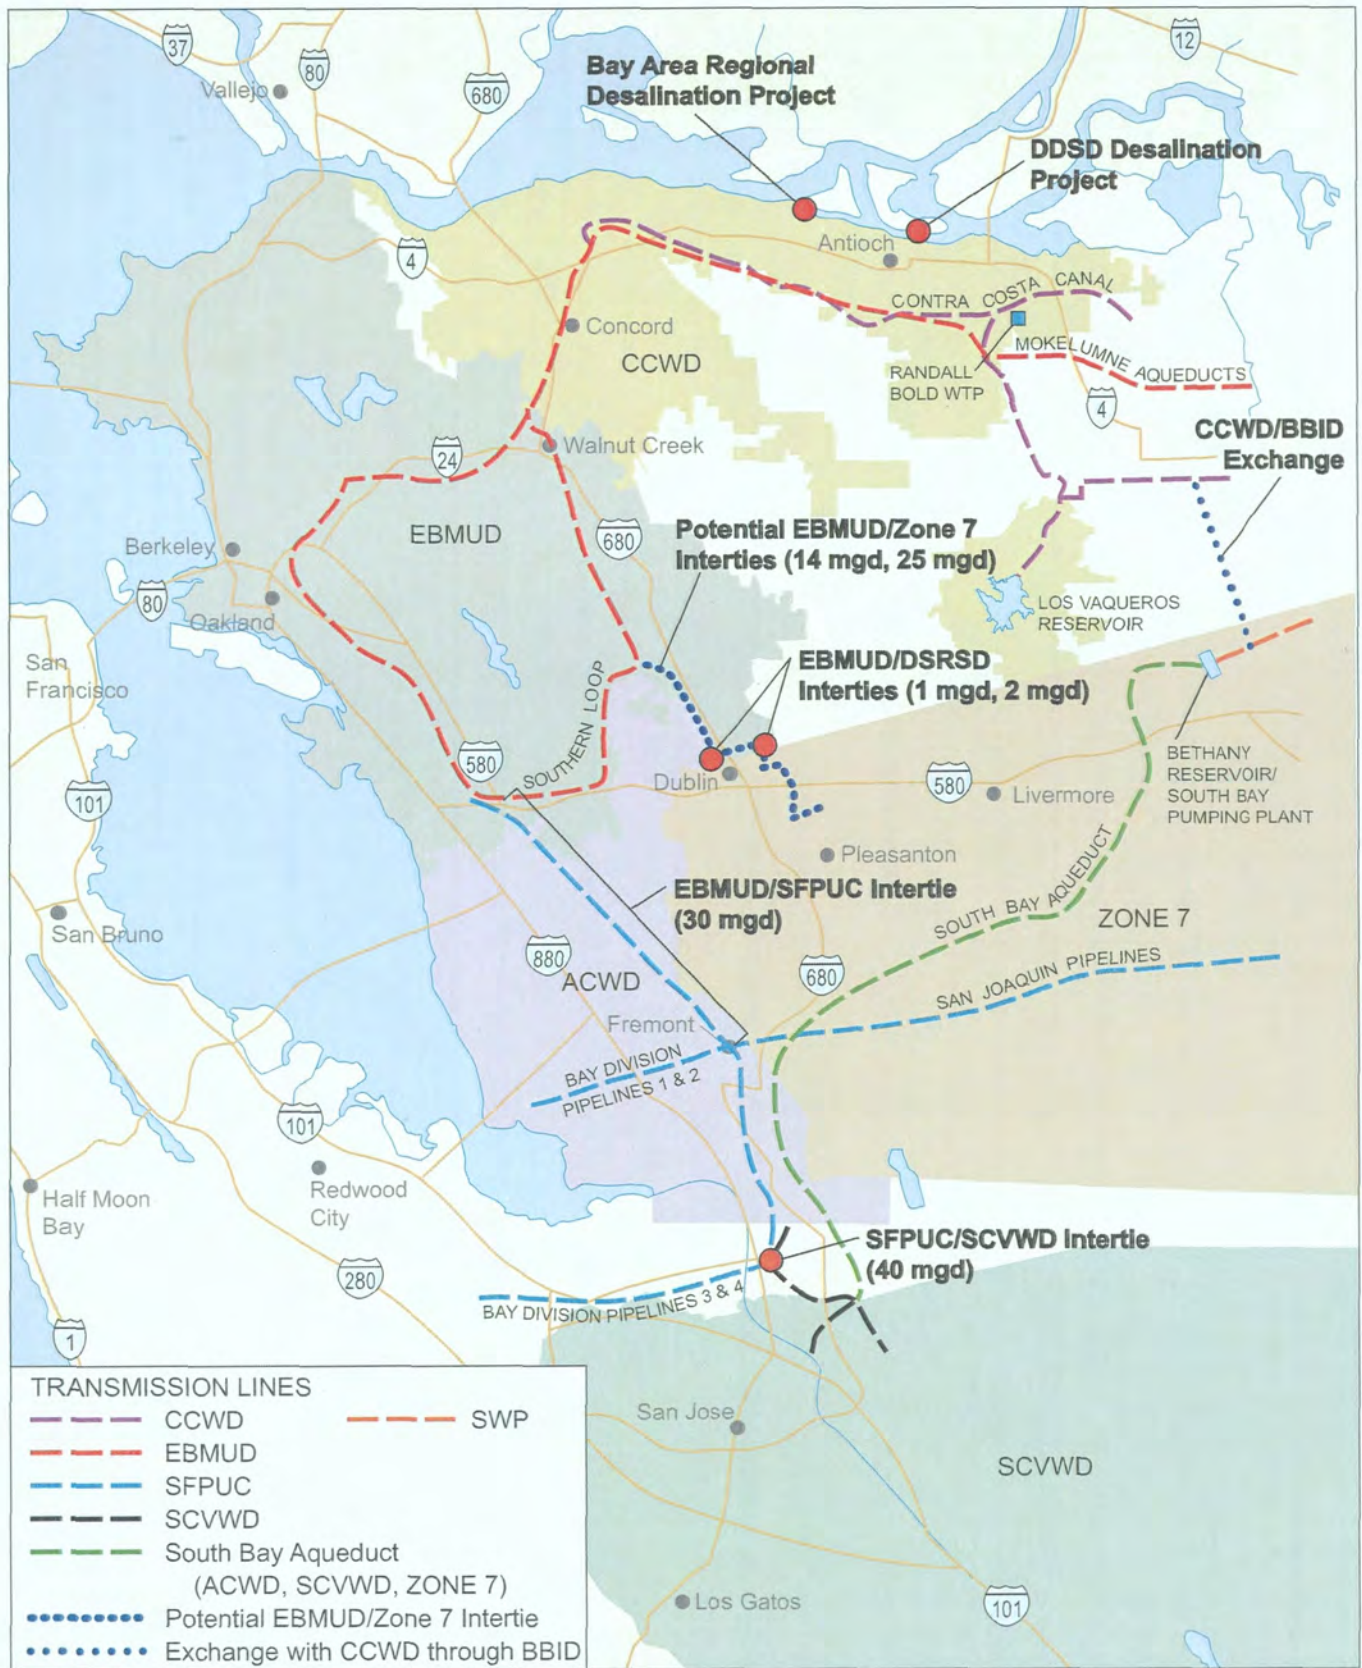 37
80
680
12
Vallejo
Bay Area Regional
Desalination Project
DDSD Desalination
Project
4
Antioch
CONTRA COSTA CANAL
Concord
CCWD
RANDALL
BOLD WTP
MOKELUMNE AQUEDUCTS
4
CCWD/BBID
Exchange
Walnut Creek
24
EBMUD
680
Potential EBMUD/Zone 7
Interties (14 mgd, 25 mgd)
Berkeley
80
Oakland
LOS VAQUEROS
RESERVOIR
San
Francisco
EBMUD/DSRSD
Interties (1 mgd, 2 mgd)
SOUTHERN LOOP
580
Dublin
580
Livermore
BETHANY
RESERVOIR/
SOUTH BAY
PUMPING PLANT
101
Pleasanton
EBMUD/SFPUC Intertie
(30 mgd)
SOUTH BAY AQUEDUCT
ZONE 7
San Bruno
880
ACWD
680
SAN JOAQUIN PIPELINES
Fremont
BAY DIVISION
PIPELINES 1 & 2
101
Redwood
City
Half Moon
Bay
SFPUC/SCVWD Intertie
(40 mgd)
280
BAY DIVISION PIPELINES 3 & 4
1
San Jose
SCVWD
Los Gatos
101
TRANSMISSION LINES
CCWD
SWP
EBMUD
SFPUC
SCVWD
South Bay Aqueduct
(ACWD, SCVWD, ZONE 7)
Potential EBMUD/Zone 7 Intertie
Exchange with CCWD through BBID